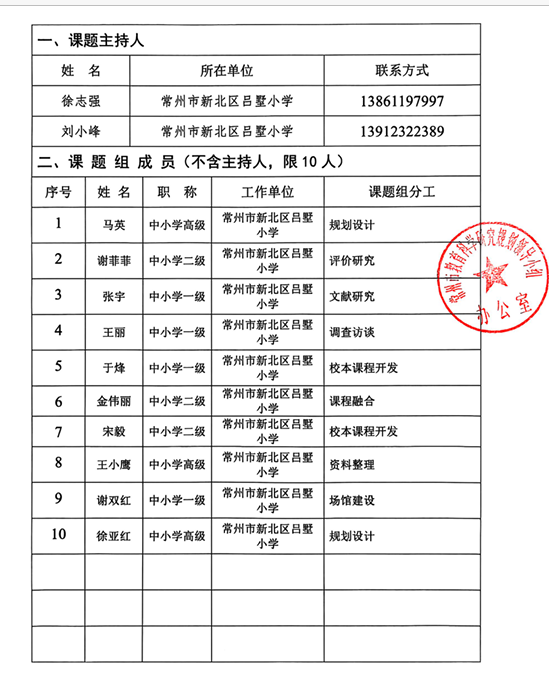 一、课题主持人
姓 名 所在单位 联系方式
徐志强 常州市新北区吕墅小学 13861197997
刘小峰 常州市新北区吕墅小学 13912322389
二、课 题 组 成 员（不含主持人，限 10 人）
序号 姓 名 职 称 工作单位 课题组分工
1 马英 中小学高级 常州市新北区吕墅小学 规划设计
2 谢菲菲 中小学二级 常州市新北区吕墅小学 评价研究
3 张宇 中小学一级 常州市新北区吕墅小学 文献研究
4 王丽 中小学一级 常州市新北区吕墅小学 调查访谈
5 于烽 中小学一级 常州市新北区吕墅小学 校本课程开发
6 金伟丽 中小学二级 常州市新北区吕墅小学 课程融合
7 宋毅 中小学二级 常州市新北区吕墅小学 校本课程开发
8 王小鹰 中小学高级 常州市新北区吕墅小学 资料整理
9 谢双红 中小学一级 常州市新北区吕墅小学 场馆建设
10 徐亚红 中小学高级 常州市新北区吕墅小学 规划设计
常州市教育科学研究规划领导小组
办公室